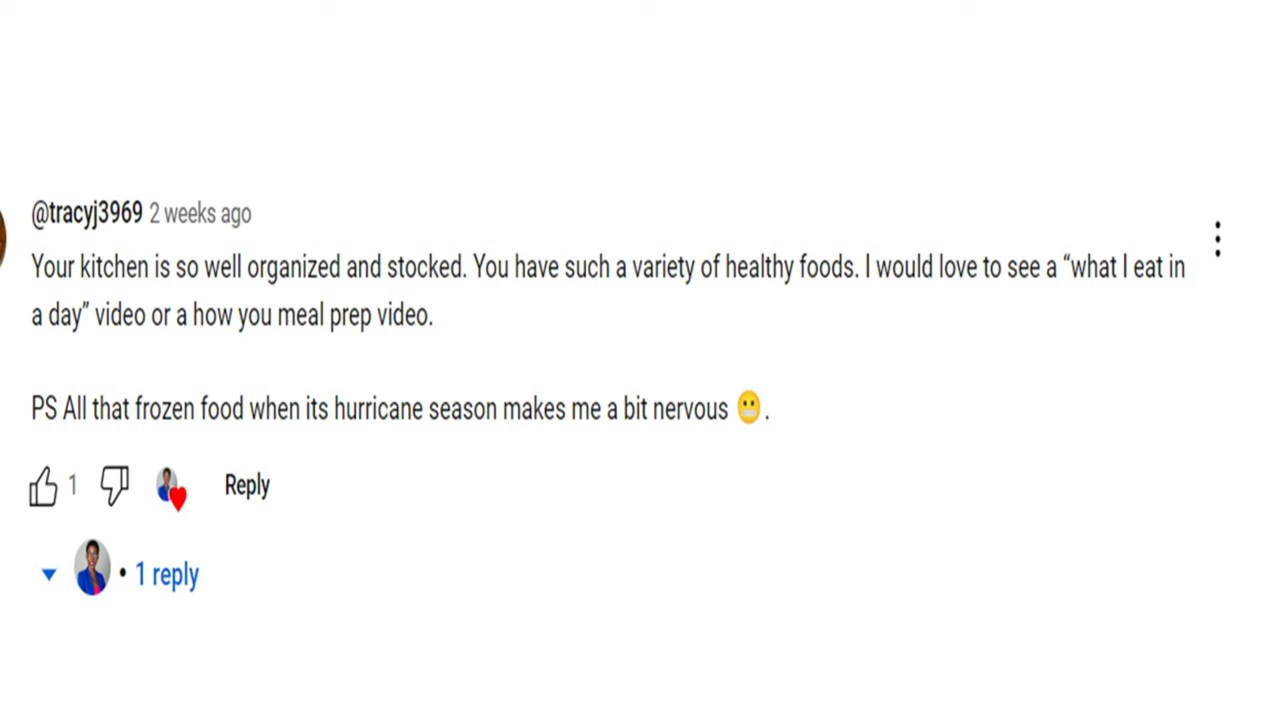 @tracyj3969 2 weeks ago
Your kitchen is so well organized and stocked. You have such a variety of healthy foods. I would love to see a “what I eat in
a day” video or a how you meal prep video.
PS All that frozen food when its hurricane season makes me a bit nervous 😬.
1 Reply
• 1 reply